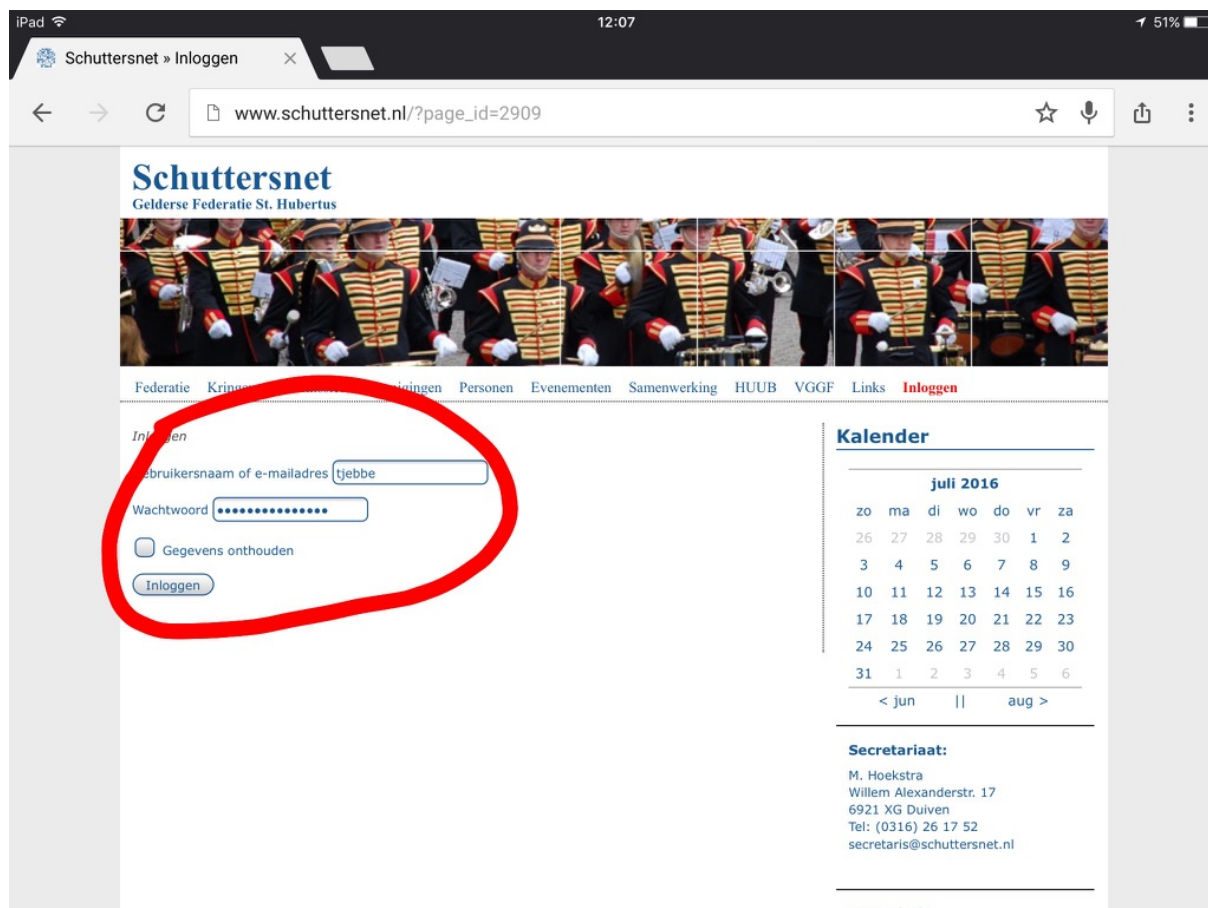 iPad 12:07 51%
Schuttersnet » Inloggen
www.schuttersnet.nl/?page_id=2909
Schuttersnet
Gelderse Federatie St. Hubertus
Federatie Personen Evenementen Samenwerking HUUB VGGF Links Inloggen
Gebruikersnaam of e-mailadres tjebbe
Wachtwoord •••••••••••••••
Gegevens onthouden
Inloggen
Kalender
juli 2016
zo ma di wo do vr za
26 27 28 29 30 1 2
3 4 5 6 7 8 9
10 11 12 13 14 15 16
17 18 19 20 21 22 23
24 25 26 27 28 29 30
31 1 2 3 4 5 6
< jun || aug >
Secretariaat:
M. Hoekstra
Willem Alexanderstr. 17
6921 XG Duiven
Tel: (0316) 26 17 52
secretaris@schuttersnet.nl